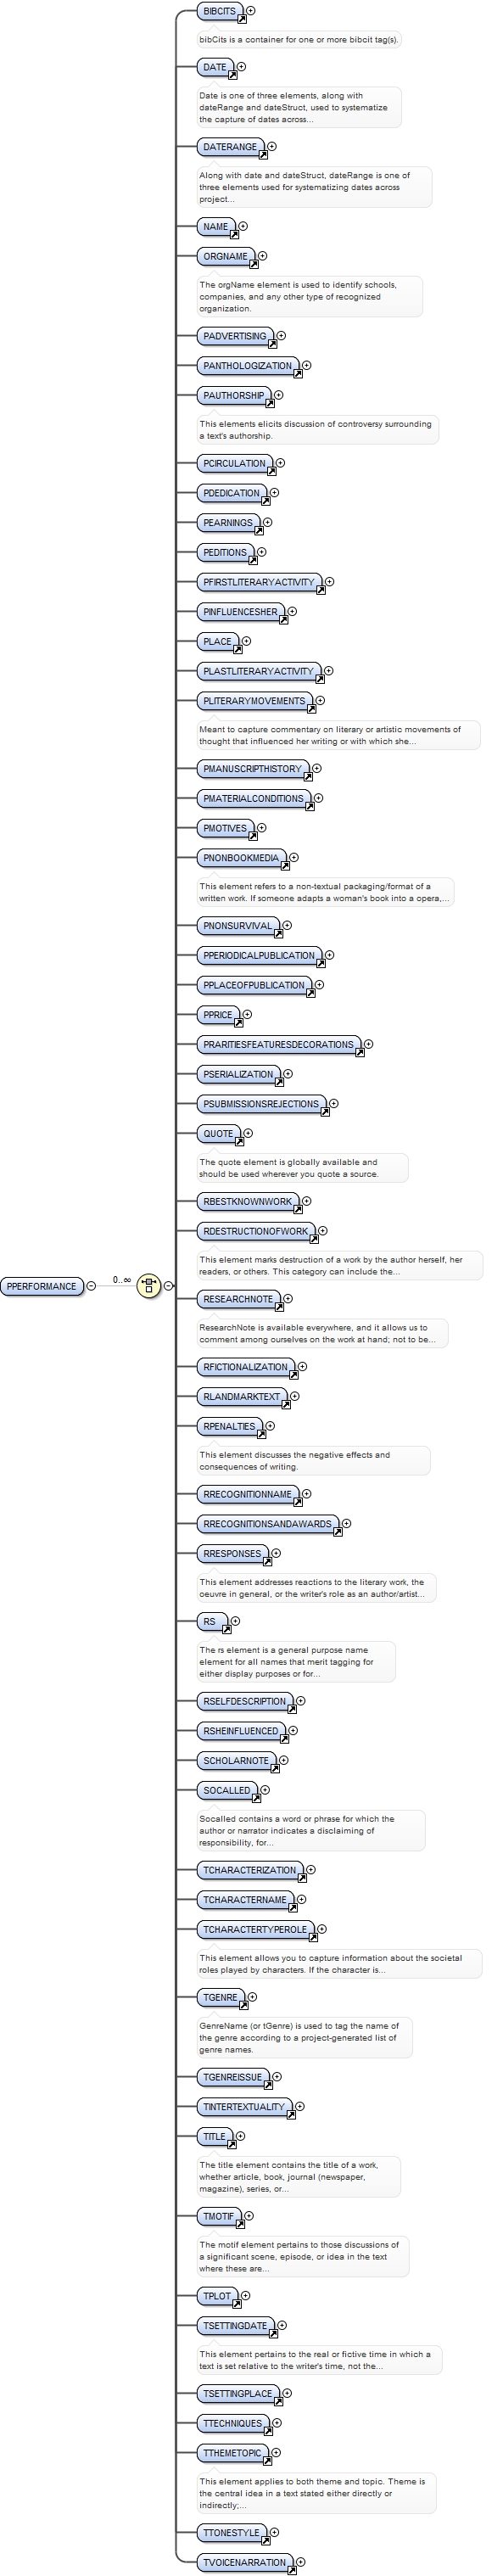 BIBCITS
bibCits is a container for one or more bibcit tag(s).
DATE
Date is one of three elements, along with
dateRange and dateStruct, used to systematize
the capture of dates across...
DATERANGE
Along with date and dateStruct, dateRange is one of
three elements used for systematizing dates across
project...
NAME
ORGNAME
The orgName element is used to identify schools,
companies, and any other type of recognized
organization.
PADVERTISING
PANTHOLOGIZATION
PAUTHORSHIP
This elements elicits discussion of controversy surrounding
a text's authorship.
PCIRCULATION
PDEDICATION
PEARNINGS
PEDITIONS
PFIRSTLITERARYACTIVITY
PINFLUENCESHER
PLACE
PLASTLITERARYACTIVITY
PLITERARYMOVEMENTS
Meant to capture commentary on literary or artistic movements of
thought that influenced her writing or with which she...
PMANUSCRIPTHISTORY
PMATERIALCONDITIONS
PMOTIVES
PNONBOOKMEDIA
This element refers to a non-textual packaging/format of a
written work. If someone adapts a woman's book into a opera,...
PNONSURVIVAL
PPERIODICALPUBLICATION
PPLACEOFPUBLICATION
PPRICE
PRARITIESFEATURESDECORATIONS
PSERIALIZATION
PSUBMISSIONSREJECTIONS
QUOTE
The quote element is globally available and
should be used wherever you quote a source.
RBESTKNOWNWORK
RDESTRUCTIONOFWORK
This element marks destruction of a work by the author herself, her
readers, or others. This category can include the...
PPERFORMANCE 0..∞
RESEARCHNOTE
ResearchNote is available everywhere, and it allows us to
comment among ourselves on the work at hand; not to be...
RFICTIONALIZATION
RLANDMARKTEXT
RPENALTIES
This element discusses the negative effects and
consequences of writing.
RRECOGNITIONNAME
RRECOGNITIONSANDAWARDS
RRESPONSES
This element addresses reactions to the literary work, the
oeuvre in general, or the writer's role as an author/artist...
RS
The rs element is a general purpose name
element for all names that merit tagging for
either display purposes or for...
RSELFDESCRIPTION
RSHEINFLUENCED
SCHOLARNOTE
SOCALLED
Socalled contains a word or phrase for which the
author or narrator indicates a disclaiming of
responsibility, for...
TCHARACTERIZATION
TCHARACTERNAME
TCHARACTERTYPEROLE
This element allows you to capture information about the societal
roles played by characters. If the character is...
TGENRE
GenreName (or tGenre) is used to tag the name of
the genre according to a project-generated list of
genre names.
TGENREISSUE
TINTERTEXTUALITY
TITLE
The title element contains the title of a work,
whether article, book, journal (newspaper,
magazine), series, or...
TMOTIF
The motif element pertains to those discussions of
a significant scene, episode, or idea in the text
where these are...
TPLOT
TSETTINGDATE
This element pertains to the real or fictive time in which a
text is set relative to the writer's time, not the...
TSETTINGPLACE
TTECHNIQUES
TTHEMETOPIC
This element applies to both theme and topic. Theme is
the central idea in a text stated either directly or
indirectly;...
TTONESTYLE
TVOICENARRATION